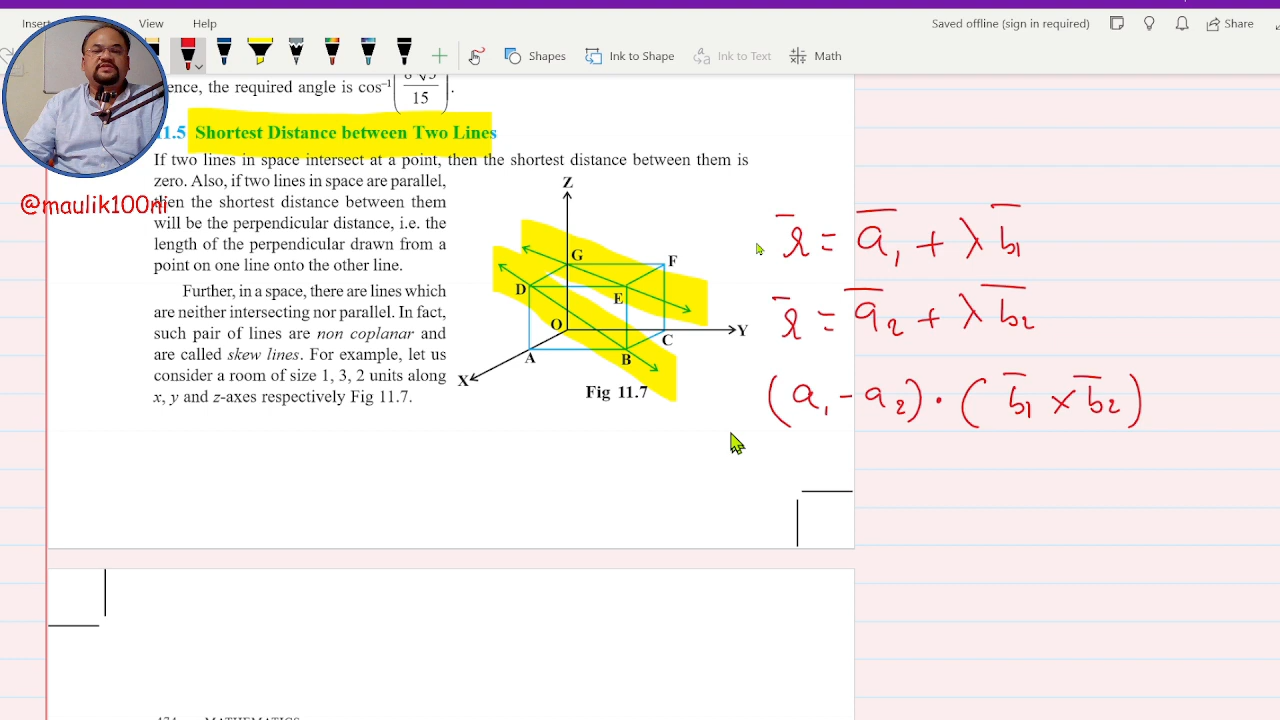 Inser
View
Help
Saved offline (sign in required)
Share
Shapes
Ink to Shape
Ink to Text
Math
ence, the required angle is cos⁻¹
15
11.5 Shortest Distance between Two Lines
If two lines in space intersect at a point, then the shortest distance between them is
zero. Also, if two lines in space are parallel,
then the shortest distance between them
will be the perpendicular distance, i.e. the
length of the perpendicular drawn from a
point on one line onto the other line.
Further, in a space, there are lines which
are neither intersecting nor parallel. In fact,
such pair of lines are non coplanar and
are called skew lines. For example, let us
consider a room of size 1, 3, 2 units along
x, y and z-axes respectively Fig 11.7.
@maulik100ni
Z
G
F
D
E
O
C
Y
A
B
X
Fig 11.7
r̅ = a̅₁ + λ b̅₁
r̅ = a̅₂ + λ b̅₂
(a₁ - a₂) · (b̅₁ × b̅₂)
474 MATHEMATICS